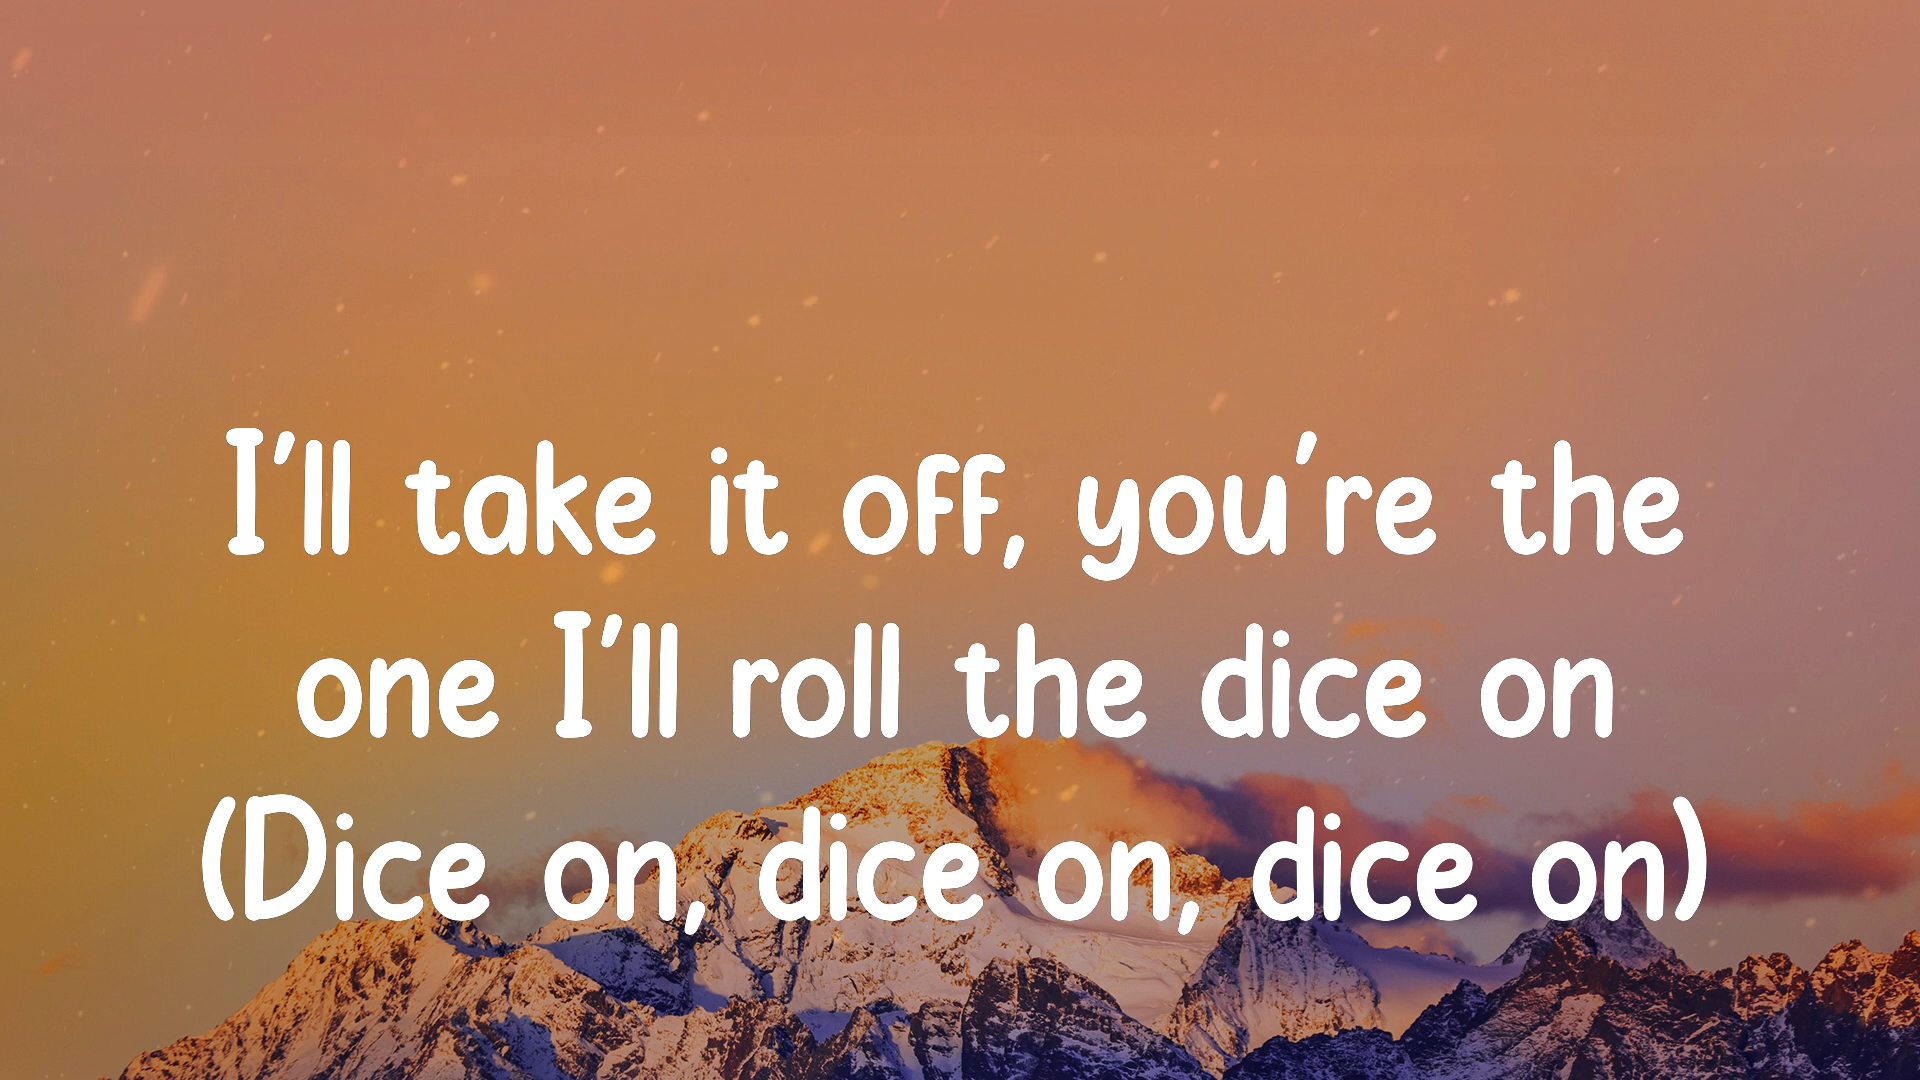 I'll take it off, you're the
one I'll roll the dice on
(Dice on, dice on, dice on)